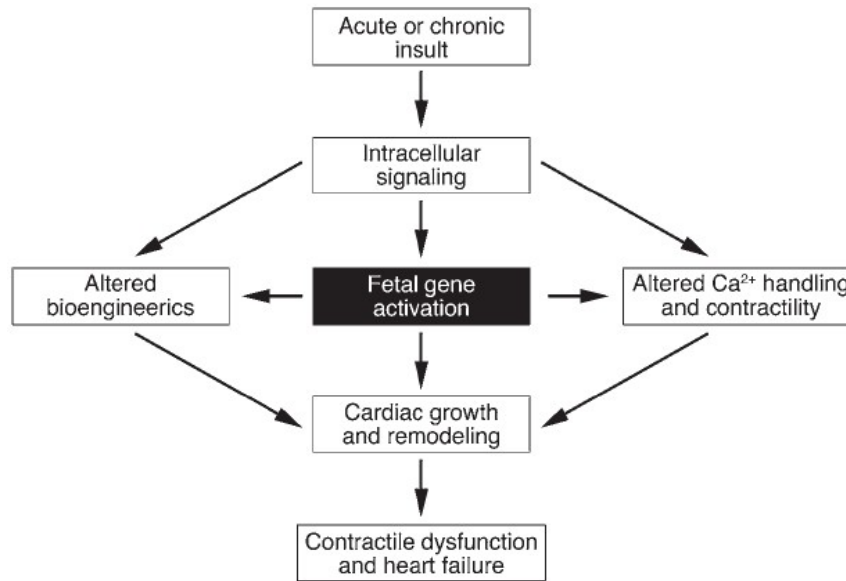 Acute or chronic
insult
Intracellular
signaling
Altered
bioengineerics
Fetal gene
activation
Altered Ca²⁺ handling
and contractility
Cardiac growth
and remodeling
Contractile dysfunction
and heart failure